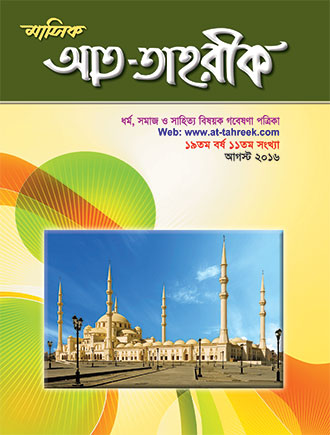 মাসিক
আত-তাহরীক
ধর্ম, সমাজ ও সাহিত্য বিষয়ক গবেষণা পত্রিকা
Web: www.at-tahreek.com
১৯তম বর্ষ ১১তম সংখ্যা
আগস্ট ২০১৬